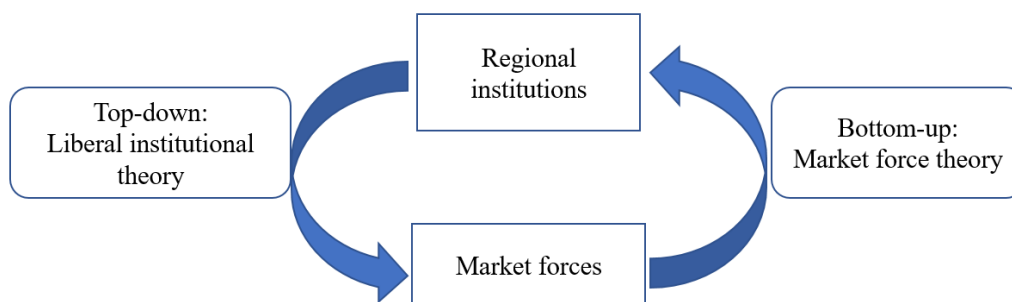 Regional
institutions
Top-down:
Liberal institutional
theory
Bottom-up:
Market force theory
Market forces